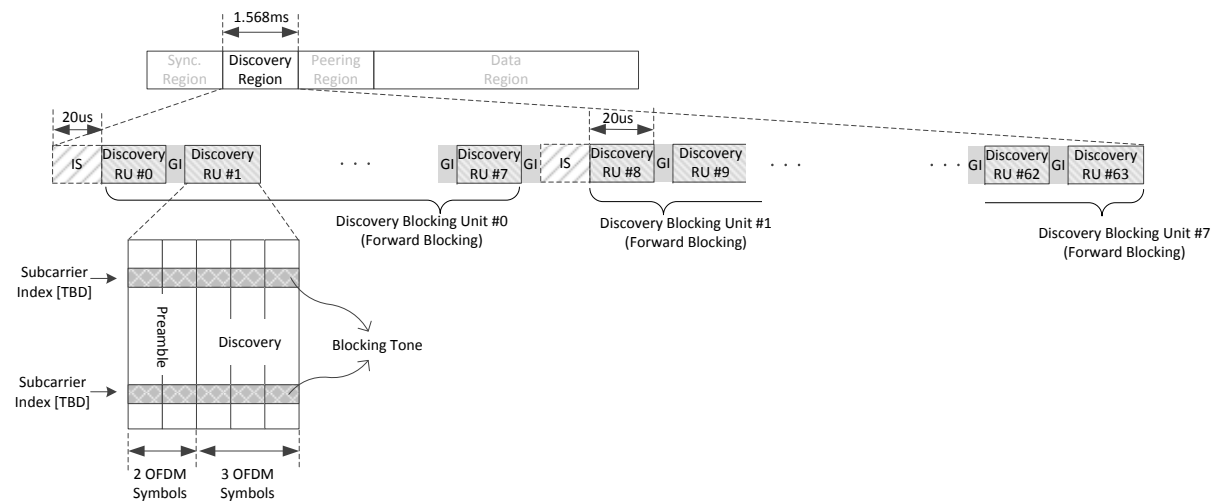 1.568ms
Sync. Region
Discovery Region
Peering Region
Data Region
20us
20us
IS
Discovery RU #0
GI
Discovery RU #1
. . .
GI
Discovery RU #7
GI
IS
Discovery RU #8
GI
Discovery RU #9
. . .
. . .
GI
Discovery RU #62
GI
Discovery RU #63
Discovery Blocking Unit #0
(Forward Blocking)
Discovery Blocking Unit #1
(Forward Blocking)
Discovery Blocking Unit #7
(Forward Blocking)
Subcarrier
Index [TBD]
Preamble
Discovery
Blocking Tone
Subcarrier
Index [TBD]
2 OFDM
Symbols
3 OFDM
Symbols